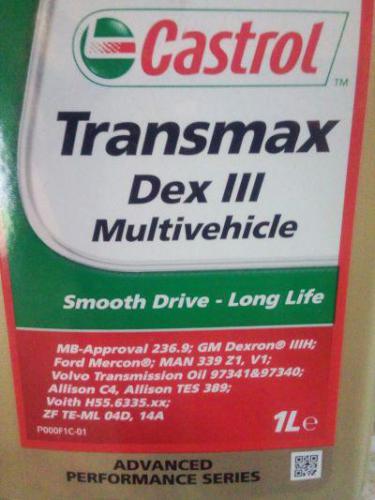 Castrol
TM
Transmax
Dex III
Multivehicle
Smooth Drive - Long Life
MB-Approval 236.9; GM Dexron® IIIH;
Ford Mercon®; MAN 339 Z1, V1;
Volvo Transmission Oil 97341&97340;
Allison C4, Allison TES 389;
Voith H55.6335.xx;
ZF TE-ML 04D, 14A
P000F1C-01
1L℮
ADVANCED
PERFORMANCE SERIES